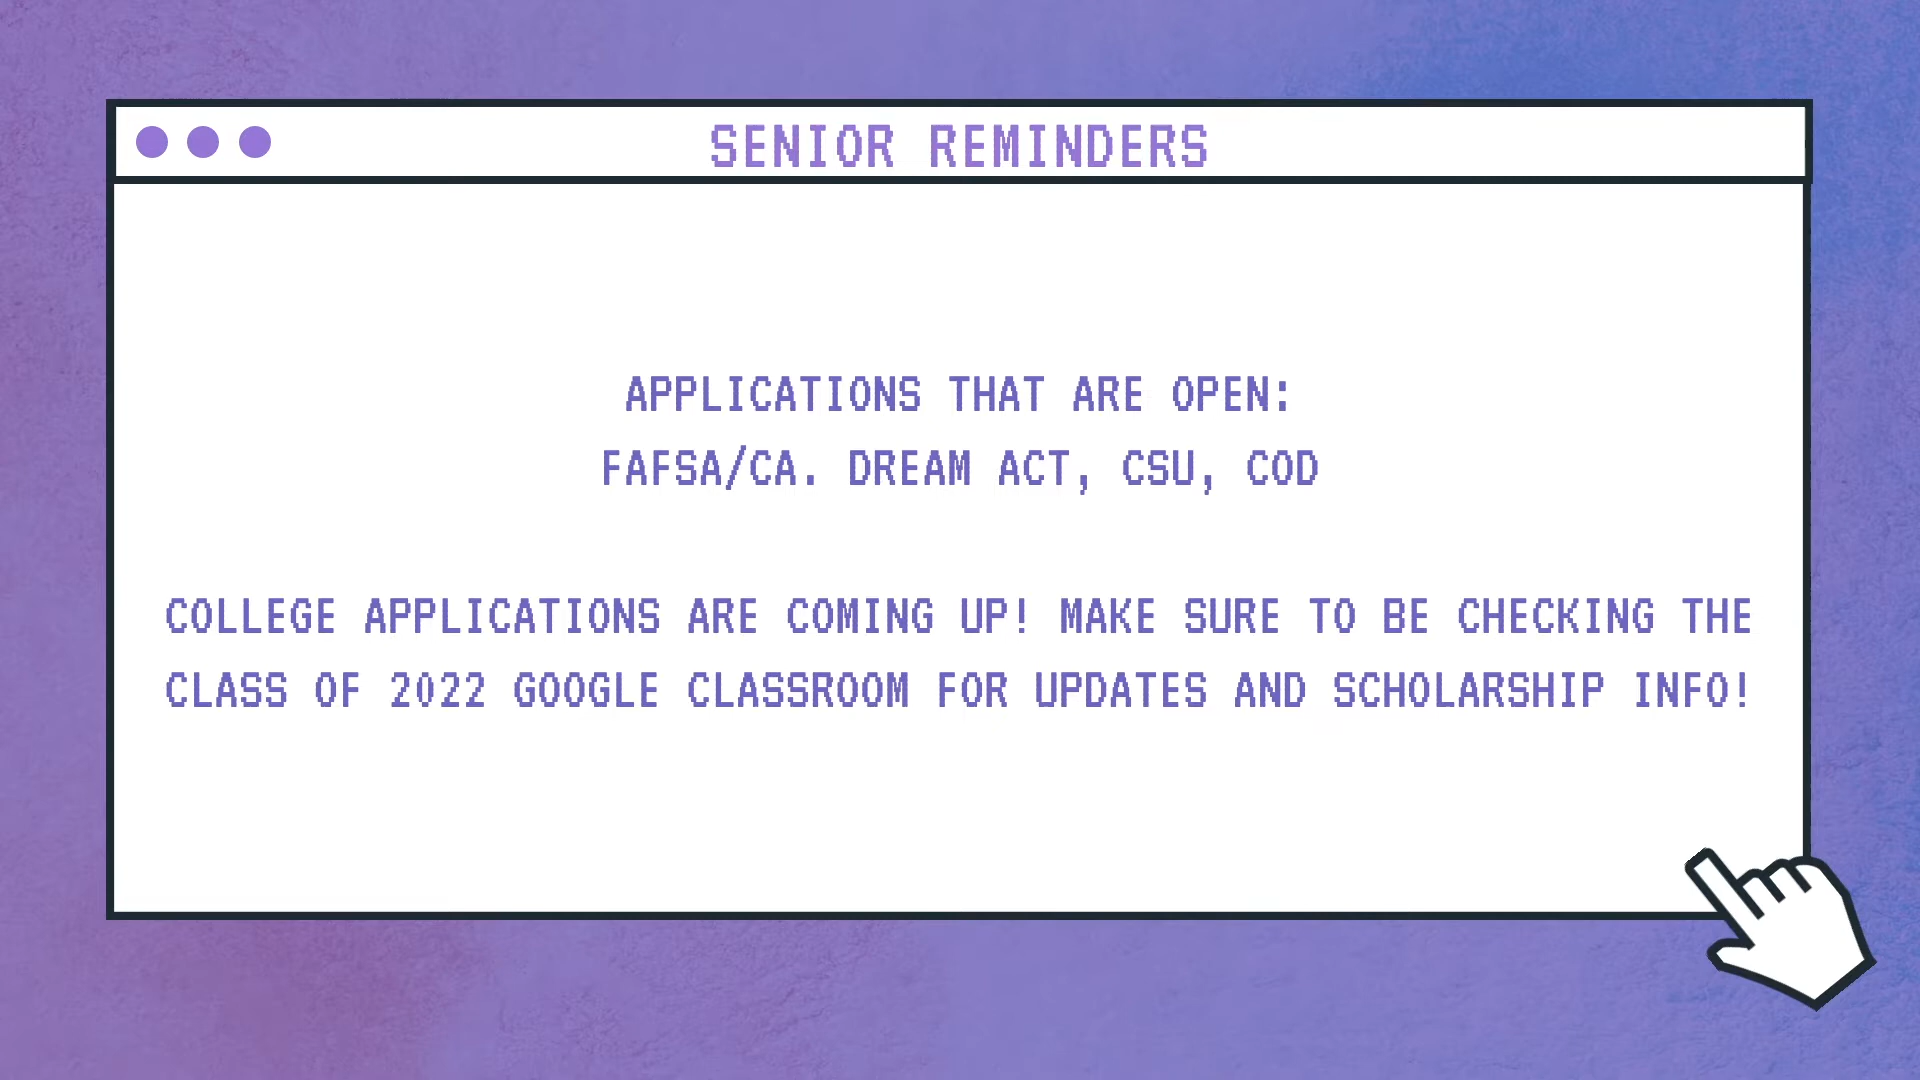 SENIOR REMINDERS
APPLICATIONS THAT ARE OPEN:
FAFSA/CA. DREAM ACT, CSU, COD
COLLEGE APPLICATIONS ARE COMING UP! MAKE SURE TO BE CHECKING THE
CLASS OF 2022 GOOGLE CLASSROOM FOR UPDATES AND SCHOLARSHIP INFO!